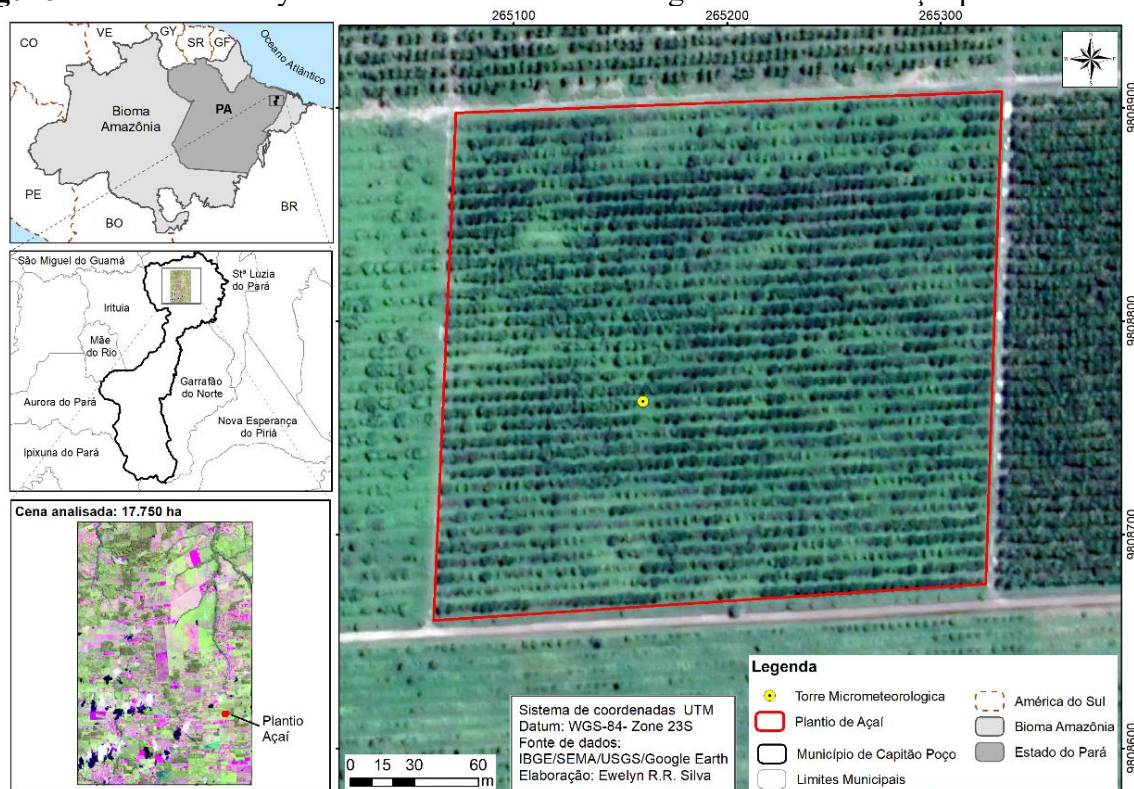 265100
265200
265300
9808900
9808800
9808700
9808600
CO
VE
GY
SR
GF
Oceano Atlântico
Bioma
Amazônia
PA
PE
BO
BR
São Miguel do Guamá
Stª Luzia
do Pará
Irituia
Mãe
do Rio
Garrafão
do Norte
Aurora do Pará
Nova Esperança
do Piriá
Ipixuna do Pará
Cena analisada: 17.750 ha
Plantio
Açaí
0 15 30 60
m
Sistema de coordenadas UTM
Datum: WGS-84- Zone 23S
Fonte de dados:
IBGE/SEMA/USGS/Google Earth
Elaboração: Ewelyn R.R. Silva
Legenda
Torre Micrometeorologica
Plantio de Açaí
Município de Capitão Poço
Limites Municipais
América do Sul
Bioma Amazônia
Estado do Pará